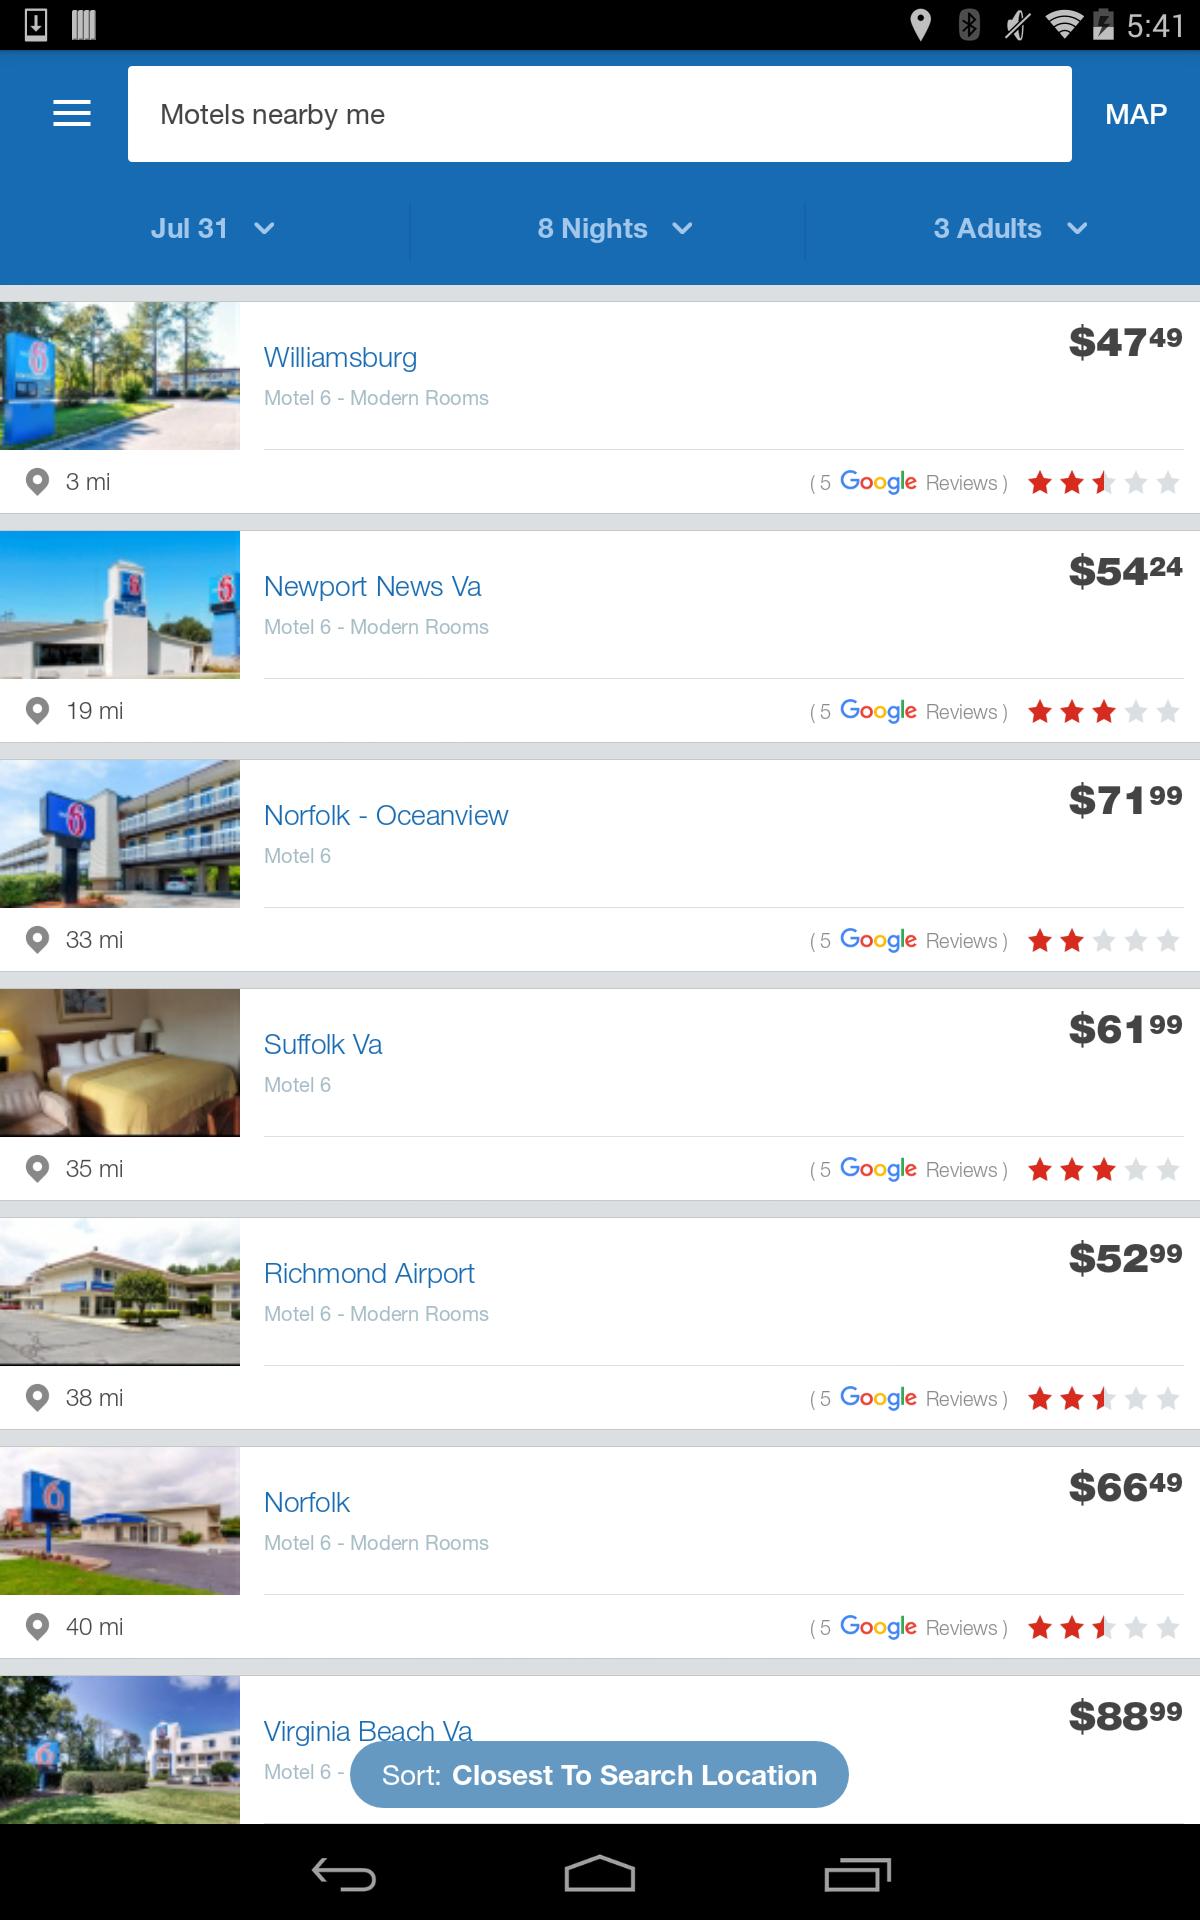 5:41
Motels nearby me
MAP
Jul 31
8 Nights
3 Adults
Williamsburg
$47 49
Motel 6 - Modern Rooms
3 mi
( 5 Google Reviews )
Newport News Va
$54 24
Motel 6 - Modern Rooms
19 mi
( 5 Google Reviews )
Norfolk - Oceanview
$71 99
Motel 6
33 mi
( 5 Google Reviews )
Suffolk Va
$61 99
Motel 6
35 mi
( 5 Google Reviews )
Richmond Airport
$52 99
Motel 6 - Modern Rooms
38 mi
( 5 Google Reviews )
Norfolk
$66 49
Motel 6 - Modern Rooms
40 mi
( 5 Google Reviews )
Virginia Beach Va
$88 99
Motel 6 -
Sort: Closest To Search Location